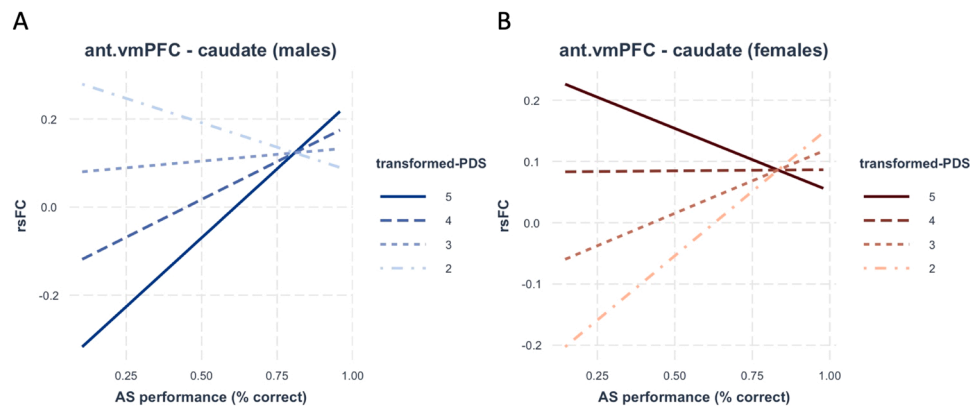 A
ant.vmPFC - caudate (males)
rsFC
0.2
0.0
-0.2
0.25 0.50 0.75 1.00
AS performance (% correct)
transformed-PDS
5
4
3
2
B
ant.vmPFC - caudate (females)
rsFC
0.2
0.1
0.0
-0.1
-0.2
0.25 0.50 0.75 1.00
AS performance (% correct)
transformed-PDS
5
4
3
2